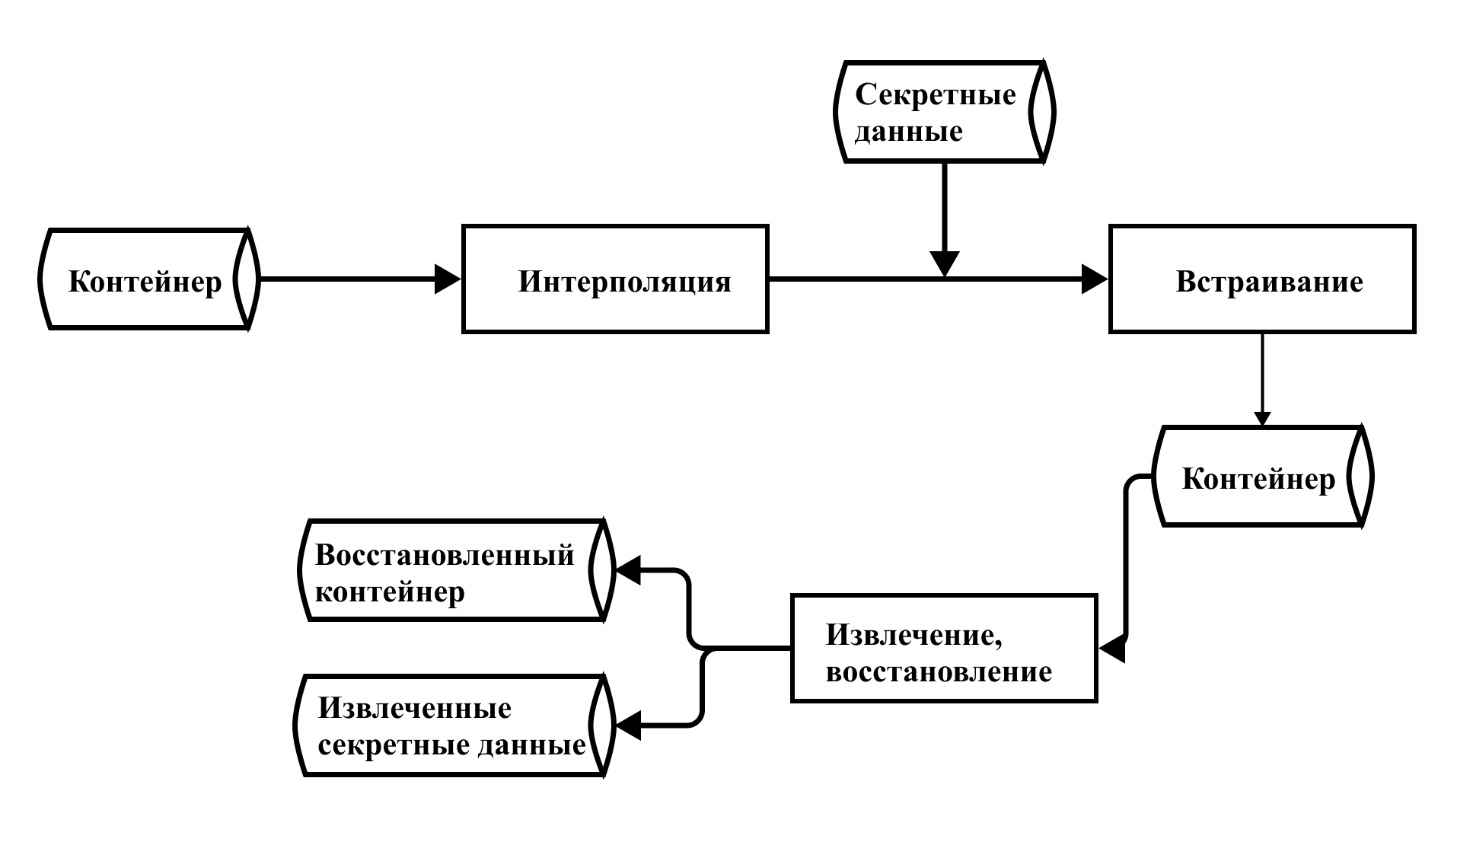 Секретные
данные
Контейнер
Интерполяция
Встраивание
Контейнер
Восстановленный
контейнер
Извлечение,
восстановление
Извлеченные
секретные данные